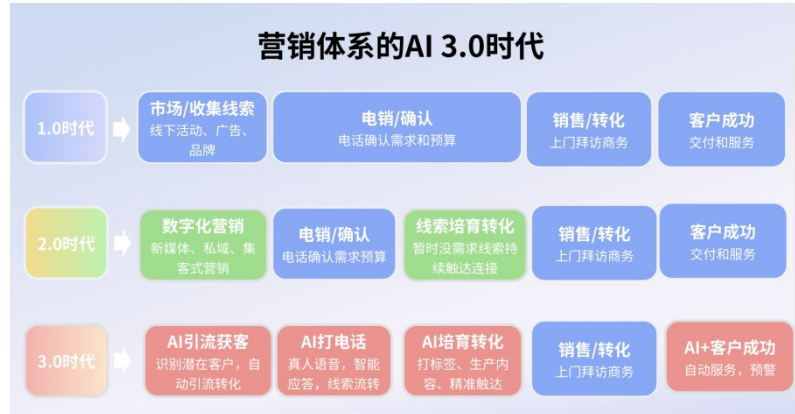 营销体系的AI 3.0时代
1.0时代
市场/收集线索
线下活动、广告、
品牌
电销/确认
电话确认需求和预算
销售/转化
上门拜访商务
客户成功
交付和服务
2.0时代
数字化营销
新媒体、私域、集
客式营销
电销/确认
电话确认需求预算
线索培育转化
暂时没需求线索持
续触达连接
销售/转化
上门拜访商务
客户成功
交付和服务
3.0时代
AI引流获客
识别潜在客户，自
动引流转化
AI打电话
真人语音，智能
应答，线索流转
AI培育转化
打标签、生产内
容、精准触达
销售/转化
上门拜访商务
AI+客户成功
自动服务，预警